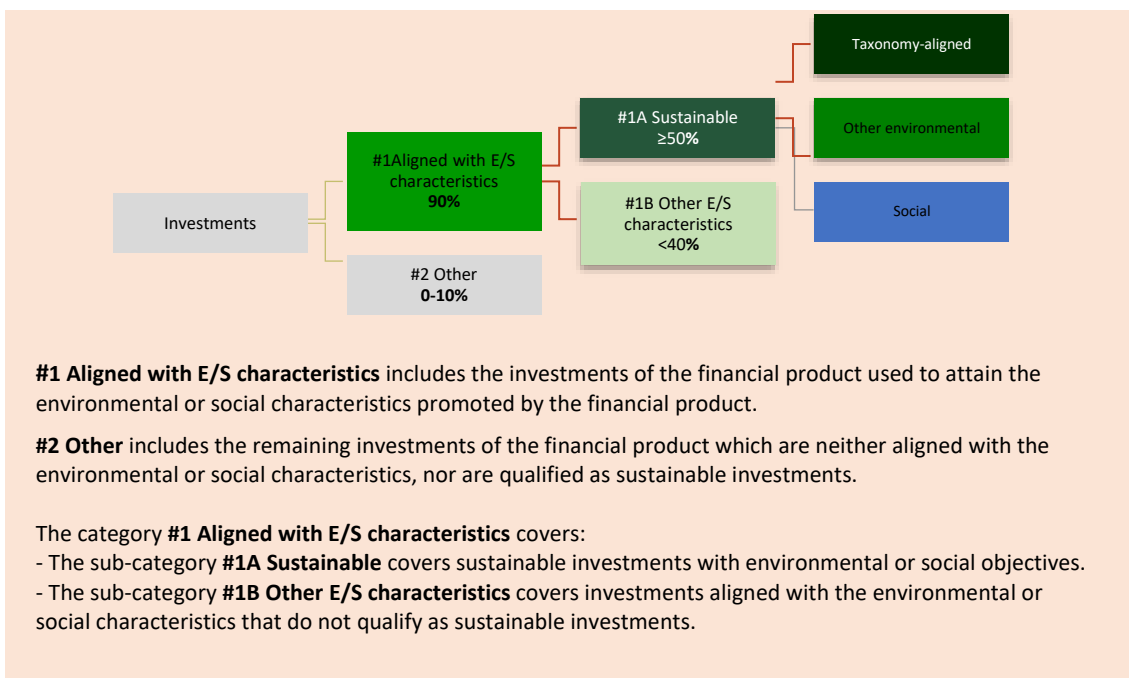 Taxonomy-aligned
#1A Sustainable
≥50%
Other environmental
#1Aligned with E/S
characteristics
90%
#1B Other E/S
characteristics
<40%
Investments
Social
#2 Other
0-10%
#1 Aligned with E/S characteristics includes the investments of the financial product used to attain the
environmental or social characteristics promoted by the financial product.
#2 Other includes the remaining investments of the financial product which are neither aligned with the
environmental or social characteristics, nor are qualified as sustainable investments.
The category #1 Aligned with E/S characteristics covers:
- The sub-category #1A Sustainable covers sustainable investments with environmental or social objectives.
- The sub-category #1B Other E/S characteristics covers investments aligned with the environmental or
social characteristics that do not qualify as sustainable investments.